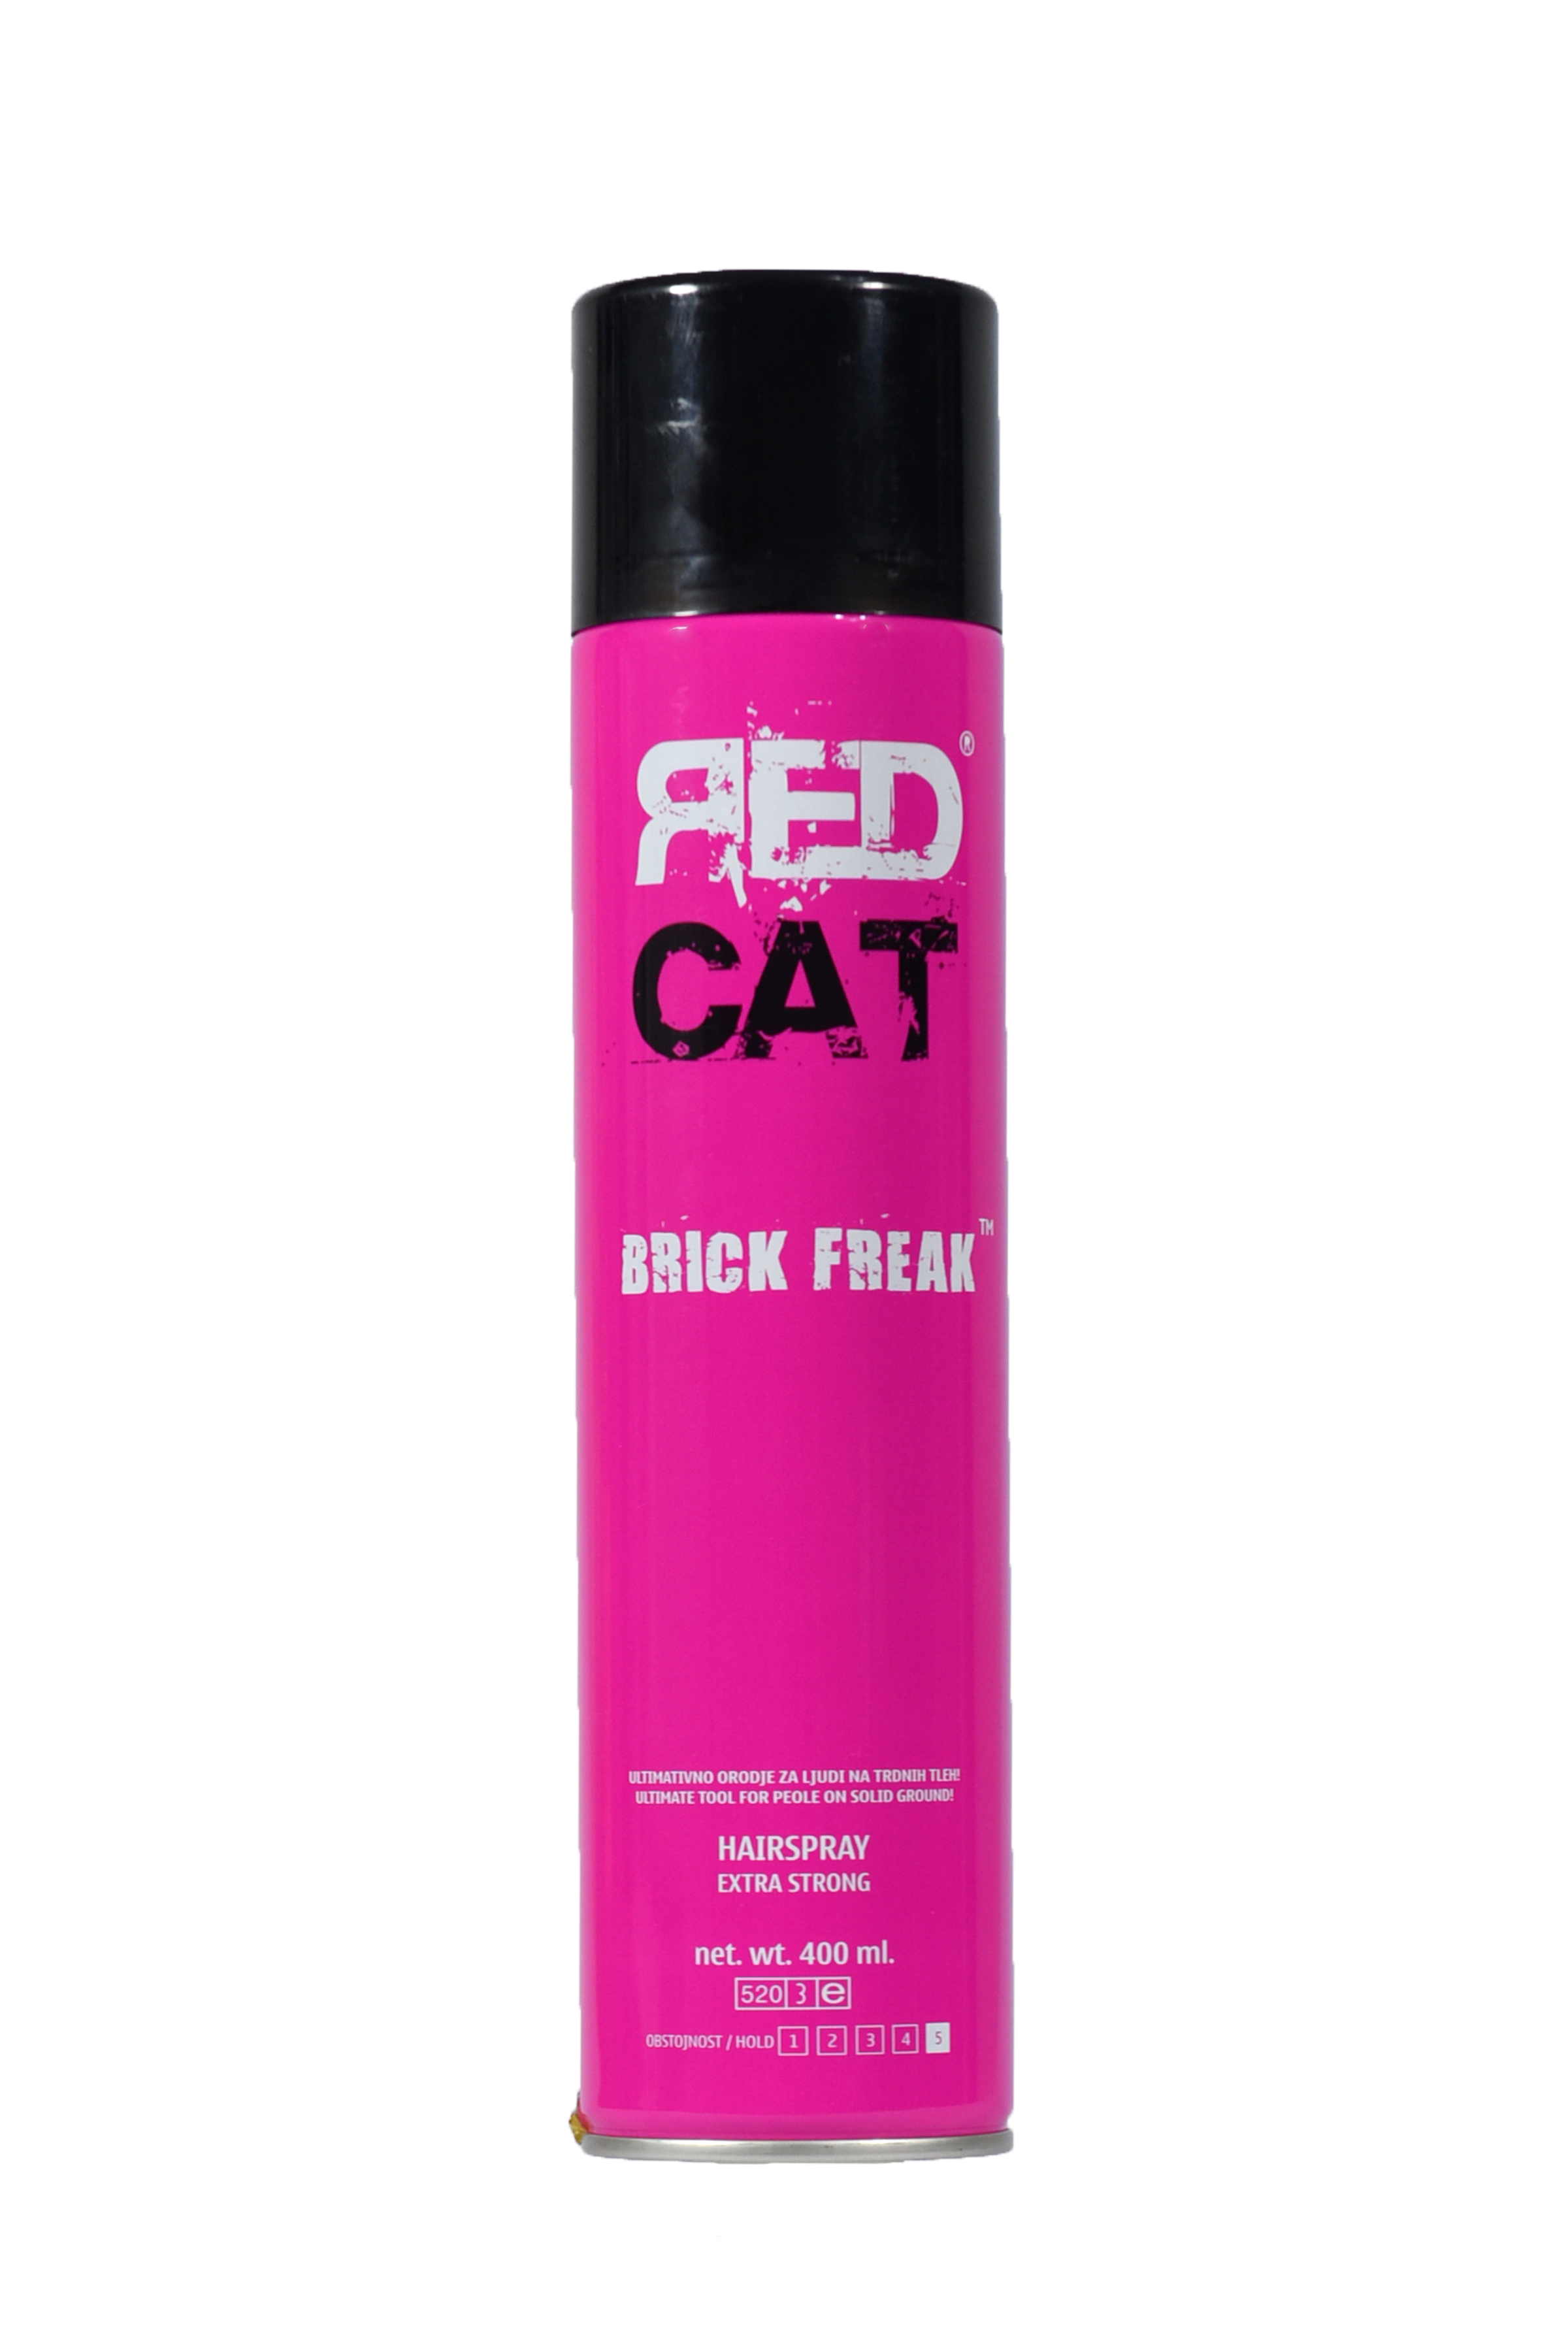 RED®
CAT
BRICK FREAK™
ULTIMATIVNO ORODJE ZA LJUDI NA TRDNIH TLEH!
ULTIMATE TOOL FOR PEOLE ON SOLID GROUND!
HAIRSPRAY
EXTRA STRONG
net. wt. 400 ml.
520 3 e
OBSTOJNOST / HOLD 1 2 3 4 5